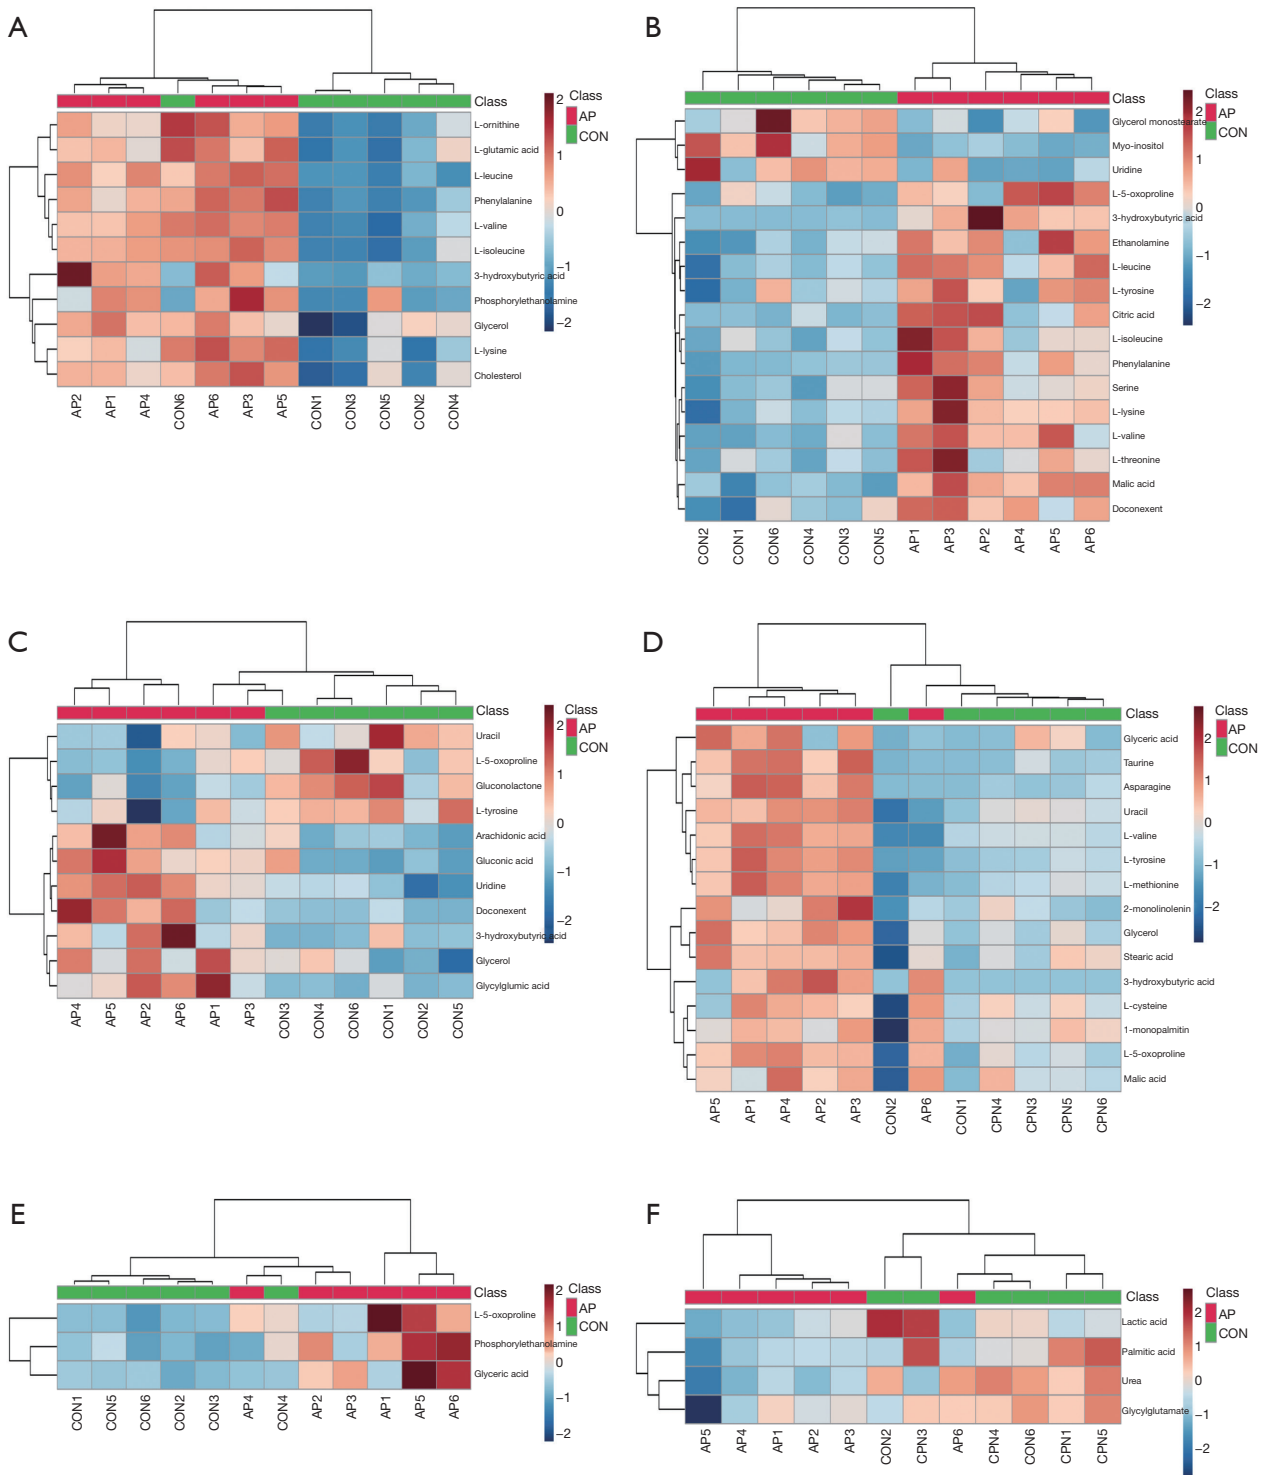 A
Class
L-ornithine
L-glutamic acid
L-leucine
Phenylalanine
L-valine
L-isoleucine
3-hydroxybutyric acid
Phosphorylethanolamine
Glycerol
L-lysine
Cholesterol
AP2 AP1 AP4 CON6 AP6 AP3 AP5 CON1 CON3 CON5 CON2 CON4
2
1
0
−1
−2
Class
AP
CON
B
Class
Glycerol monostearate
Myo-inositol
Uridine
L-5-oxoproline
3-hydroxybutyric acid
Ethanolamine
L-leucine
L-tyrosine
Citric acid
L-isoleucine
Phenylalanine
Serine
L-lysine
L-valine
L-threonine
Malic acid
Doconexent
CON2 CON1 CON6 CON4 CON3 CON5 AP1 AP3 AP2 AP4 AP5 AP6
2
1
0
−1
−2
Class
AP
CON
C
Class
Uracil
L-5-oxoproline
Gluconolactone
L-tyrosine
Arachidonic acid
Gluconic acid
Uridine
Doconexent
3-hydroxybutyric acid
Glycerol
Glycylglumic acid
AP4 AP5 AP2 AP6 AP1 AP3 CON3 CON4 CON6 CON1 CON2 CON5
2
1
0
−1
−2
Class
AP
CON
D
Class
Glyceric acid
Taurine
Asparagine
Uracil
L-valine
L-tyrosine
L-methionine
2-monolinolenin
Glycerol
Stearic acid
3-hydroxybutyric acid
L-cysteine
1-monopalmitin
L-5-oxoproline
Malic acid
AP5 AP1 AP4 AP2 AP3 CON2 AP6 CON1 CPN4 CPN3 CPN5 CPN6
2
1
0
−1
−2
Class
AP
CON
E
Class
L-5-oxoproline
Phosphorylethanolamine
Glyceric acid
CON1 CON5 CON6 CON2 CON3 AP4 CON4 AP2 AP3 AP1 AP5 AP6
2
1
0
−1
−2
Class
AP
CON
F
Class
Lactic acid
Palmitic acid
Urea
Glycylglutamate
AP5 AP4 AP1 AP2 AP3 CON2 CPN3 AP6 CPN4 CON6 CPN1 CPN5
2
1
0
−1
−2
Class
AP
CON